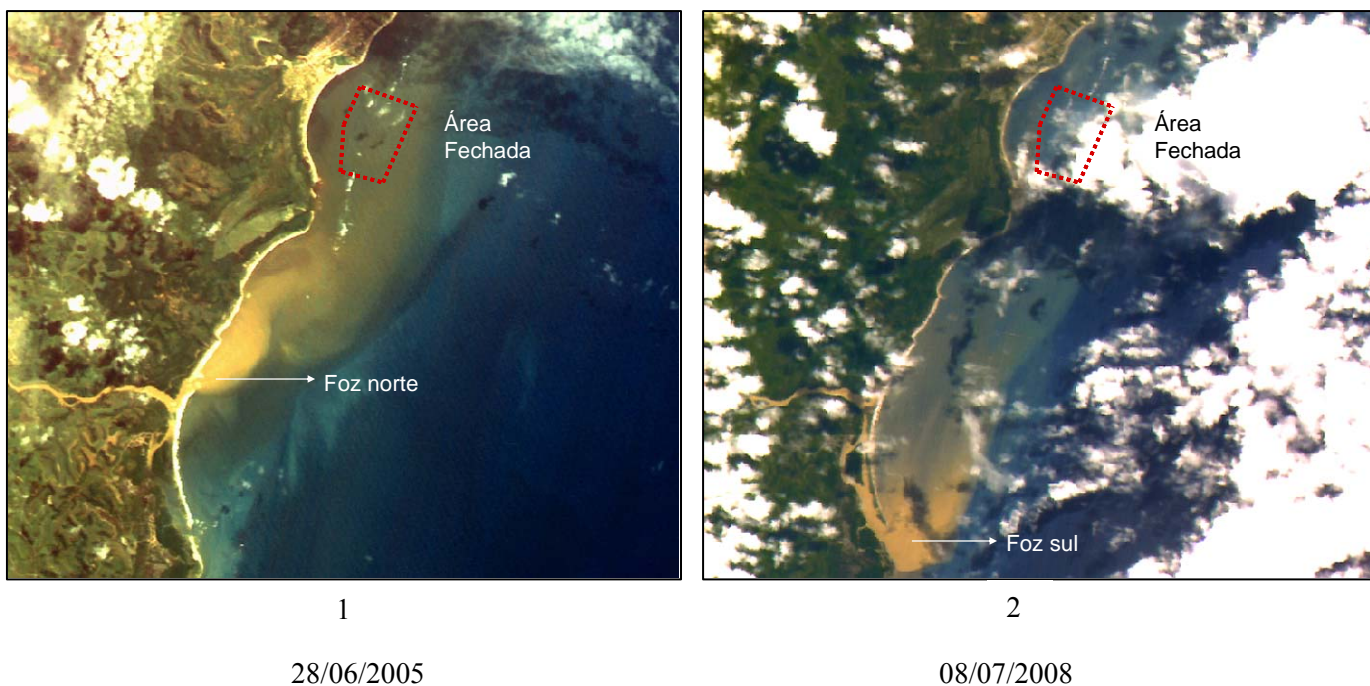 Área
Fechada
Foz norte
Área
Fechada
Foz sul
1
2
28/06/2005
08/07/2008